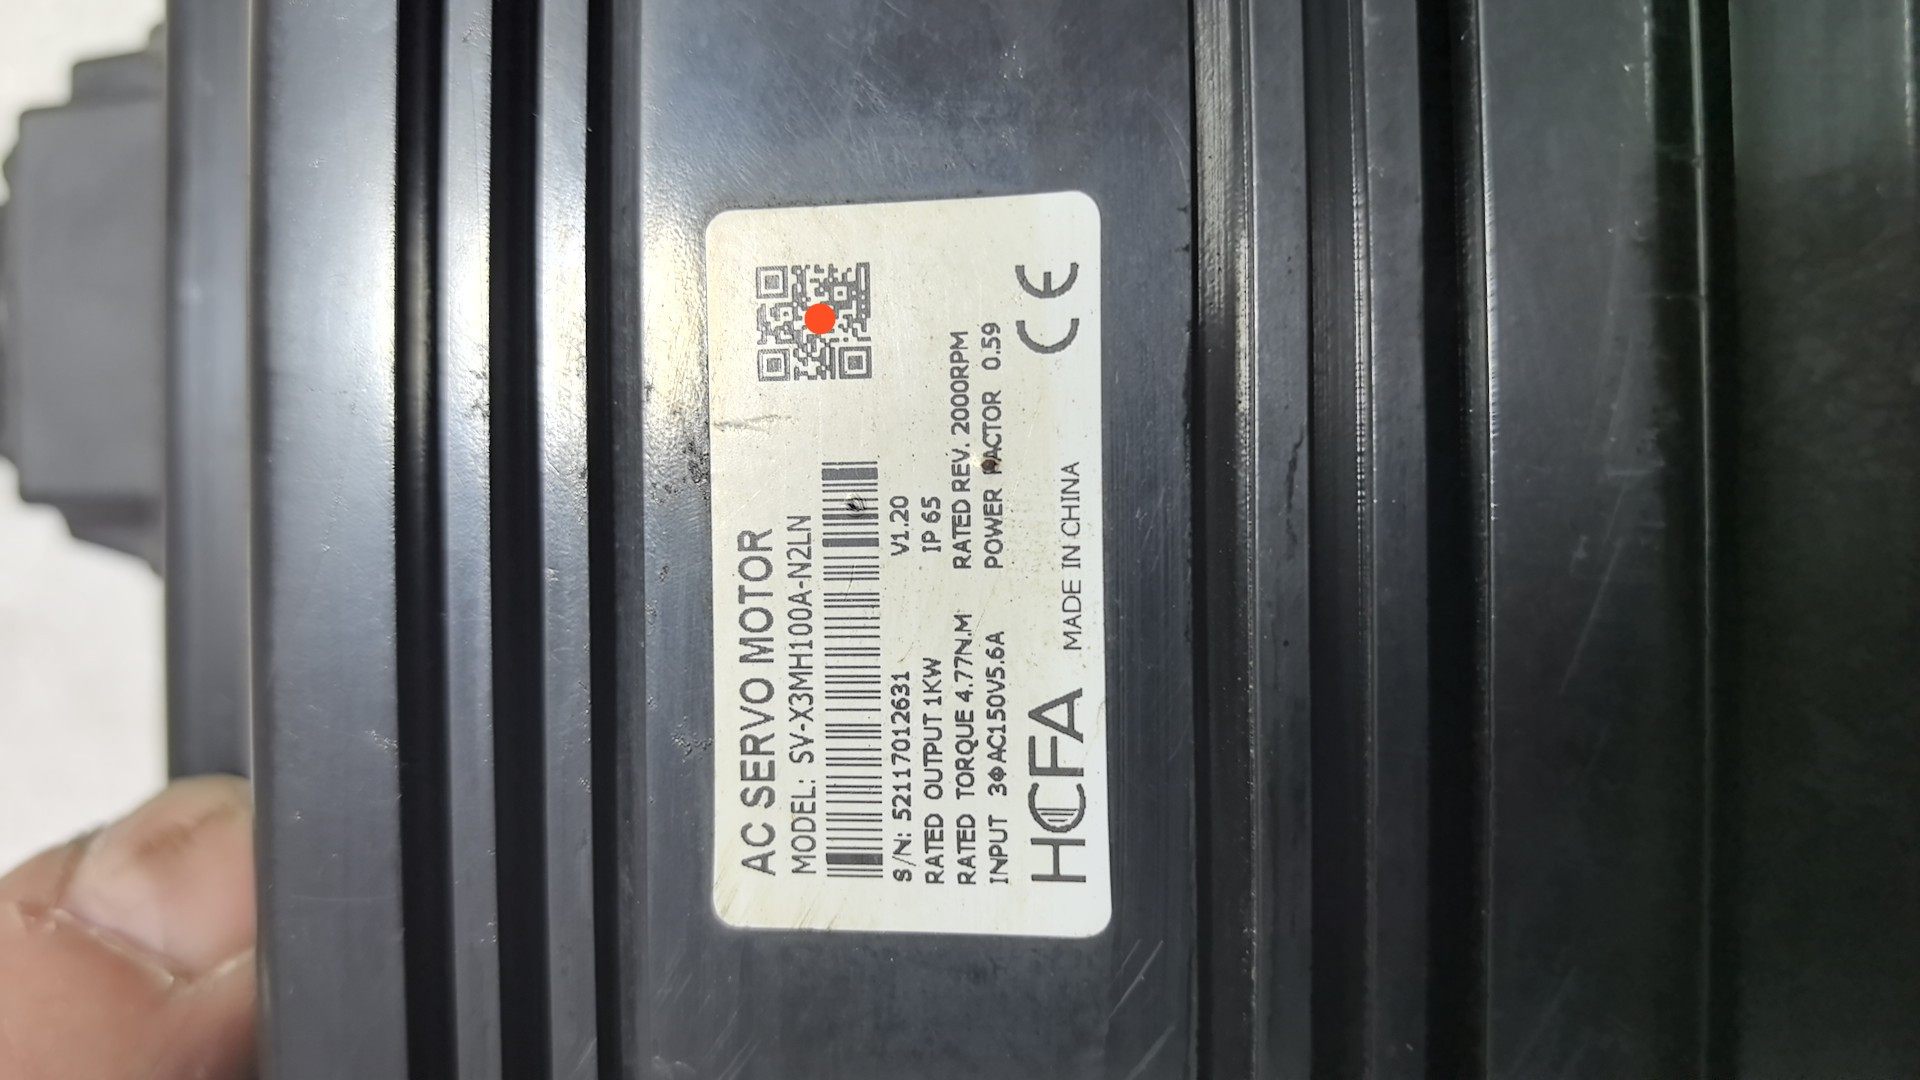 AC SERVO MOTOR
MODEL: SV-X3MH100A-N2LN
S/N: 52117012631 V1.20
RATED OUTPUT 1KW IP 65
RATED TORQUE 4.77N.M RATED REV. 2000RPM
INPUT 3ΦAC150V5.6A POWER FACTOR 0.59
HCFA MADE IN CHINA CE